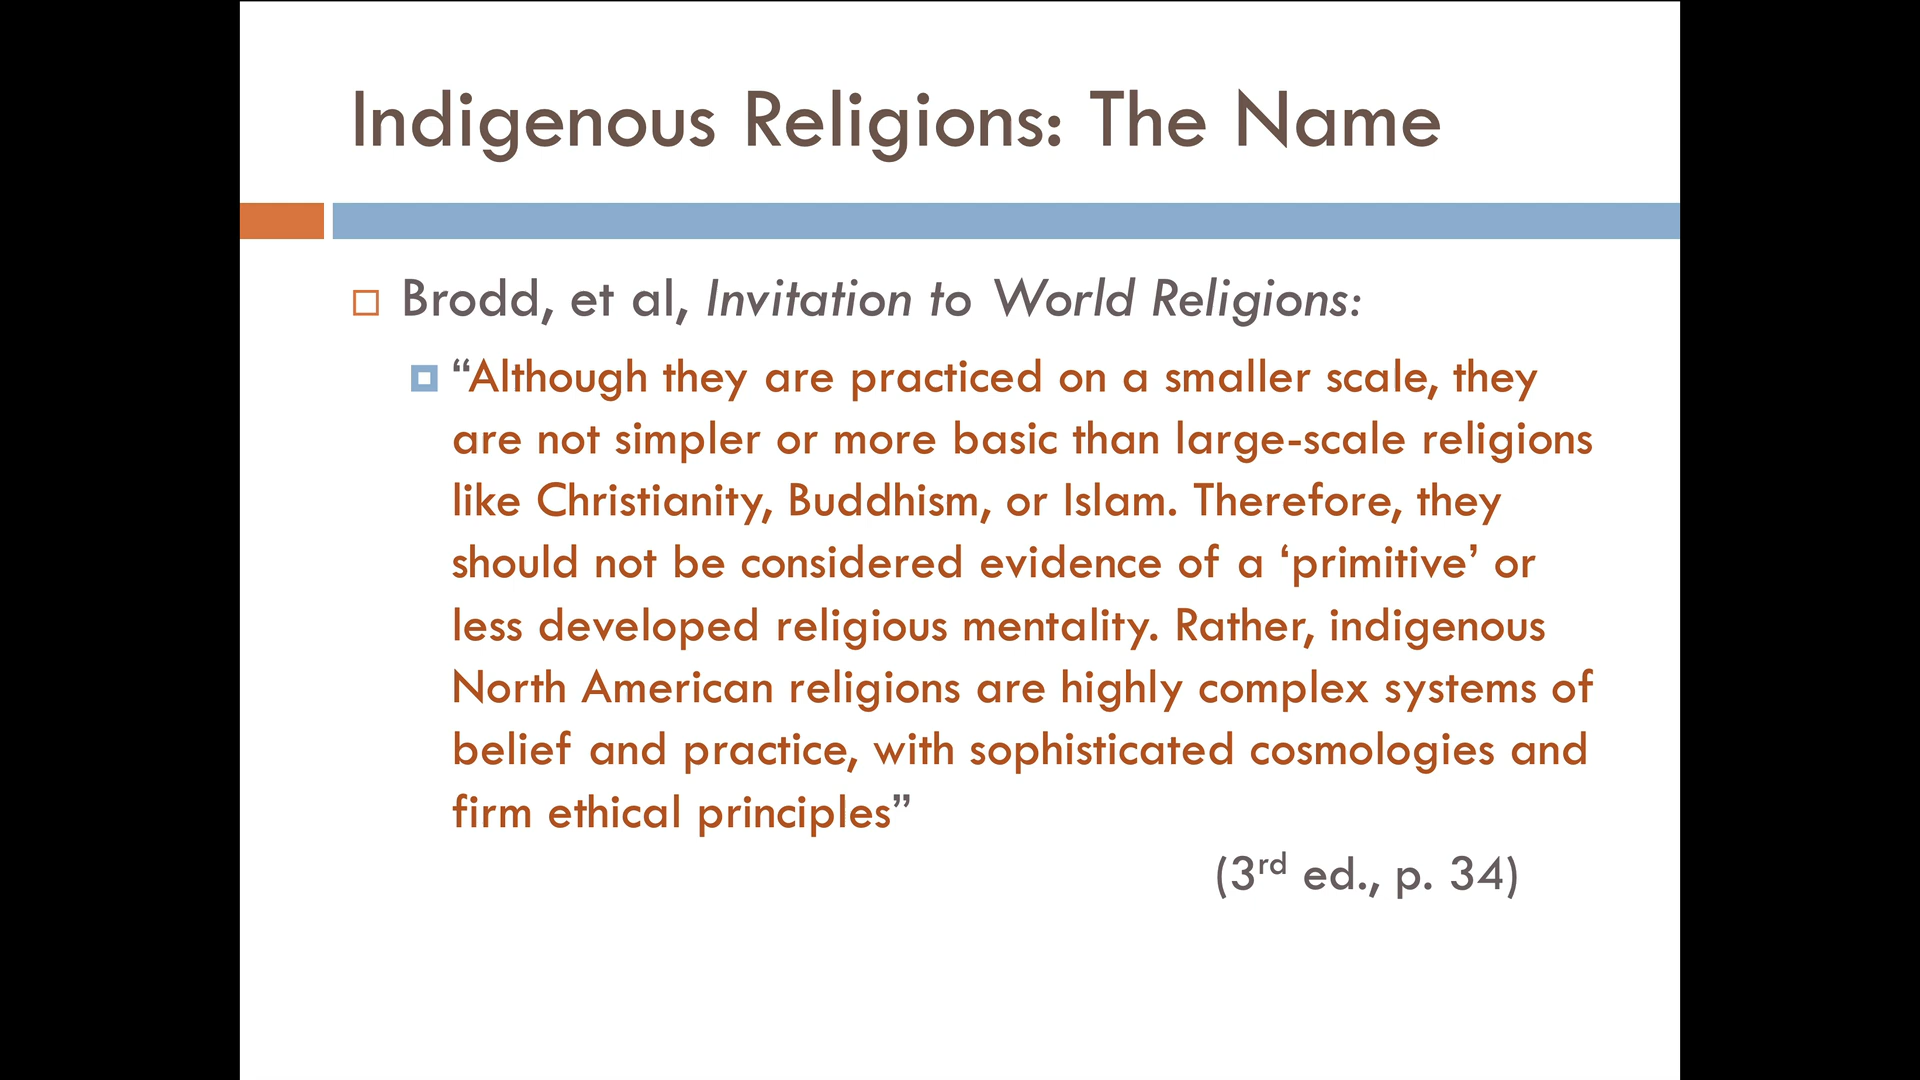 Indigenous Religions: The Name
Brodd, et al, Invitation to World Religions:
“Although they are practiced on a smaller scale, they
are not simpler or more basic than large-scale religions
like Christianity, Buddhism, or Islam. Therefore, they
should not be considered evidence of a ‘primitive’ or
less developed religious mentality. Rather, indigenous
North American religions are highly complex systems of
belief and practice, with sophisticated cosmologies and
firm ethical principles”
(3rd ed., p. 34)